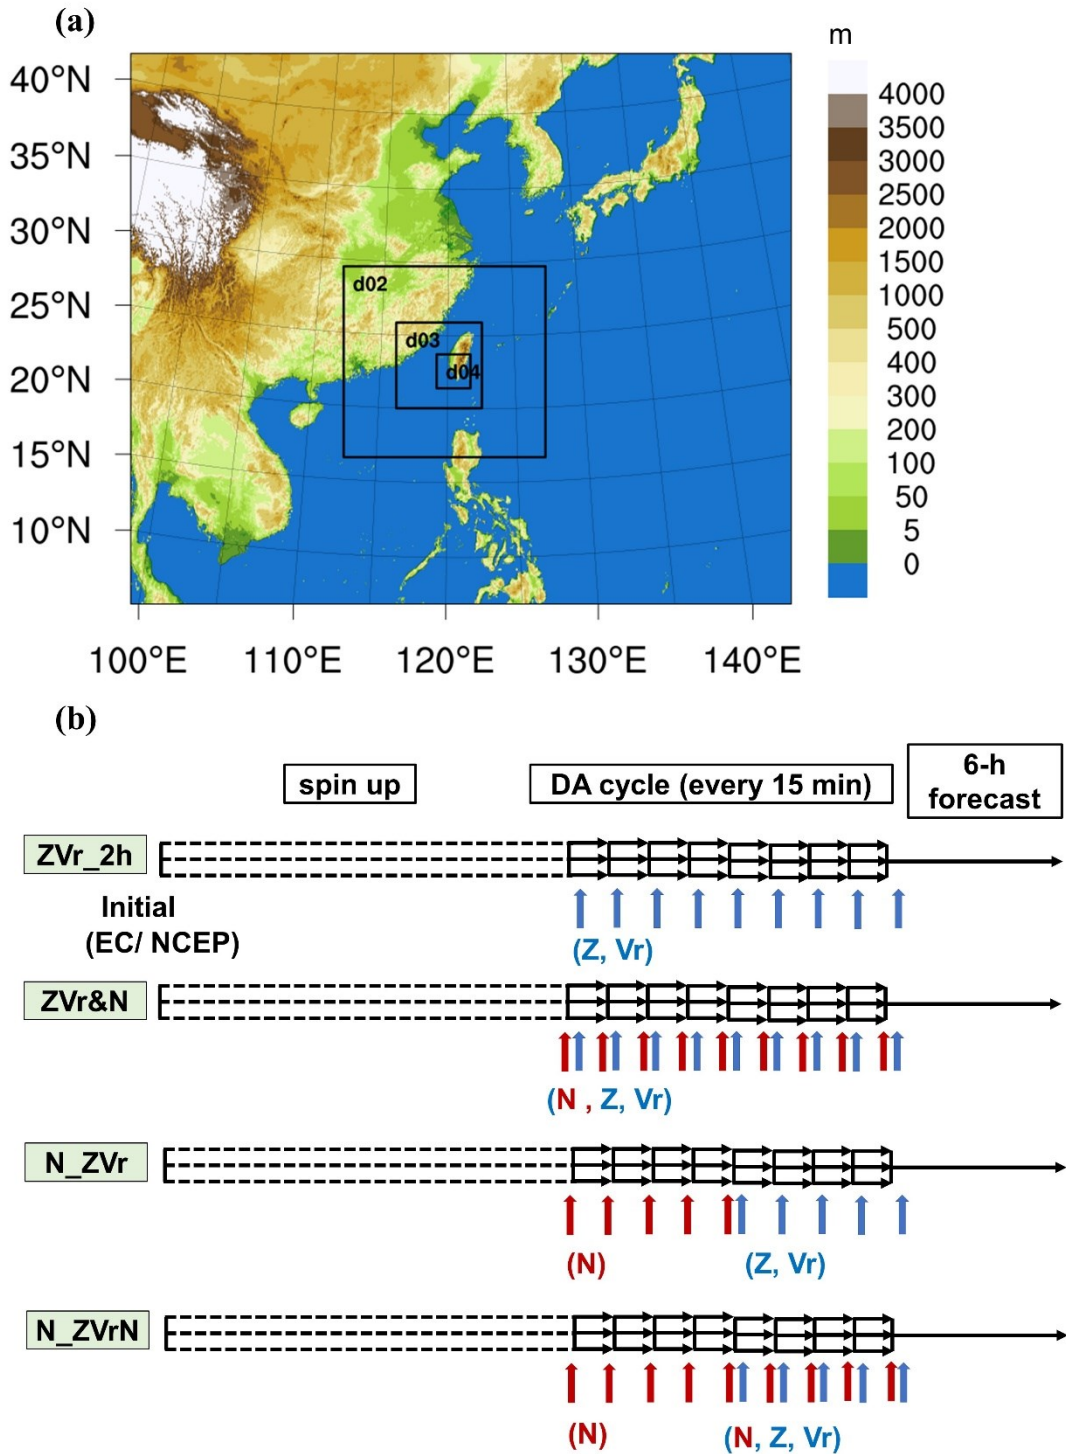 (a)
m
40°N
35°N
30°N
25°N
20°N
15°N
10°N
100°E 110°E 120°E 130°E 140°E
d02
d03
d04
4000
3500
3000
2500
2000
1500
1000
500
400
300
200
100
50
5
0
(b)
spin up
DA cycle (every 15 min)
6-h
forecast
ZVr_2h
Initial
(EC/ NCEP)
(Z, Vr)
ZVr&N
(N , Z, Vr)
N_ZVr
(N)
(Z, Vr)
N_ZVrN
(N)
(N, Z, Vr)